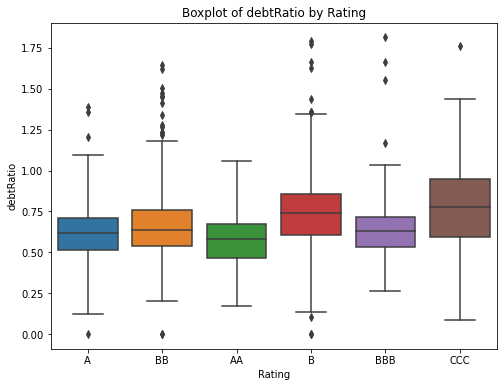 Boxplot of debtRatio by Rating
debtRatio
1.75
1.50
1.25
1.00
0.75
0.50
0.25
0.00
A BB AA B BBB CCC
Rating